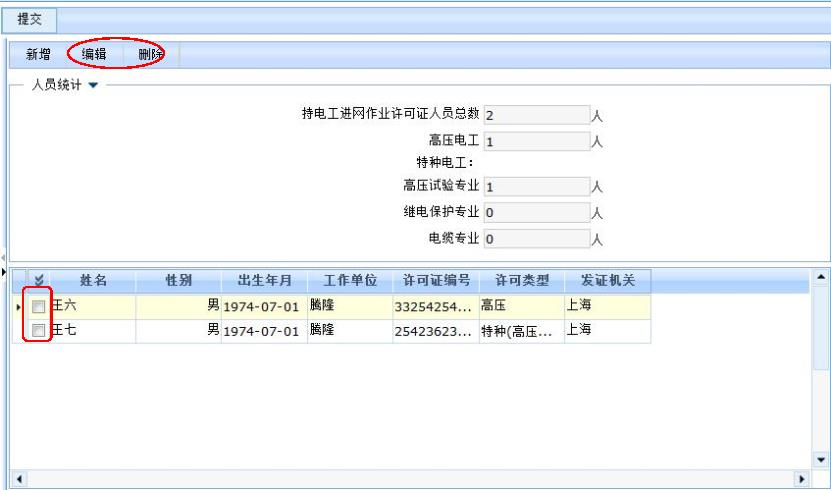 提交
新增 编辑 删除
人员统计
持电工进网作业许可证人员总数 2 人
高压电工 1 人
特种电工：
高压试验专业 1 人
继电保护专业 0 人
电缆专业 0 人
姓名 性别 出生年月 工作单位 许可证编号 许可类型 发证机关
王六 男 1974-07-01 腾隆 33254254... 高压 上海
王七 男 1974-07-01 腾隆 25423623... 特种(高压... 上海